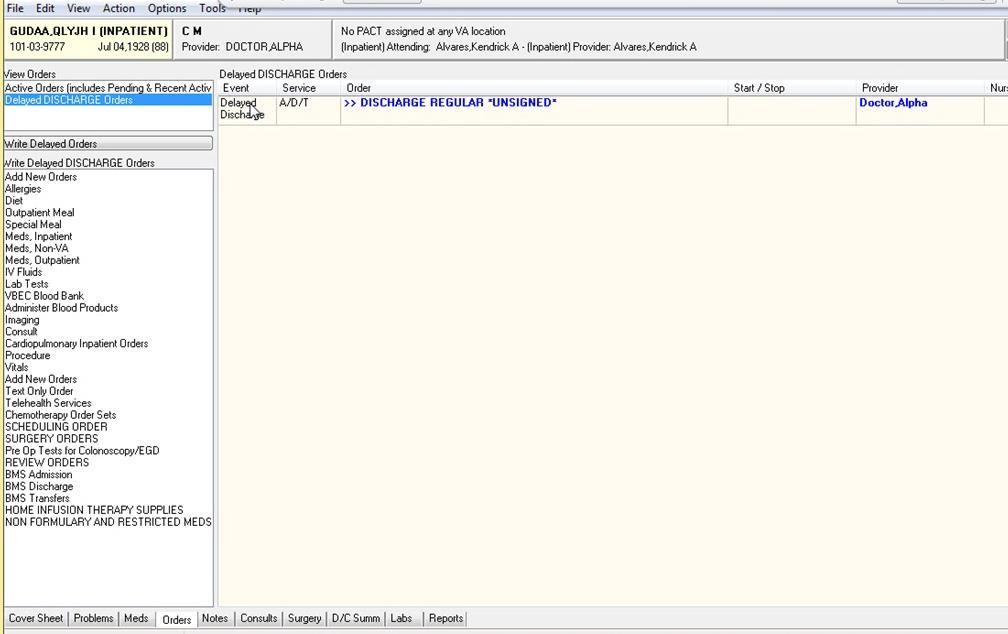 File Edit View Action Options Tools Help
GUDAA,QLYJH I (INPATIENT)
101-03-9777 Jul 04,1928 (88)
C M
Provider: DOCTOR,ALPHA
No PACT assigned at any VA location
(Inpatient) Attending: Alvares,Kendrick A - (Inpatient) Provider: Alvares,Kendrick A
View Orders
Active Orders (includes Pending & Recent Activ
Delayed DISCHARGE Orders
Write Delayed Orders
Write Delayed DISCHARGE Orders
Add New Orders
Allergies
Diet
Outpatient Meal
Special Meal
Meds, Inpatient
Meds, Non-VA
Meds, Outpatient
IV Fluids
Lab Tests
VBEC Blood Bank
Administer Blood Products
Imaging
Consult
Cardiopulmonary Inpatient Orders
Procedure
Vitals
Add New Orders
Text Only Order
Telehealth Services
Chemotherapy Order Sets
SCHEDULING ORDER
SURGERY ORDERS
Pre Op Tests for Colonoscopy/EGD
REVIEW ORDERS
BMS Admission
BMS Discharge
BMS Transfers
HOME INFUSION THERAPY SUPPLIES
NON FORMULARY AND RESTRICTED MEDS
Delayed DISCHARGE Orders
Event Service Order Start / Stop Provider Nur
Delayed A/D/T >> DISCHARGE REGULAR *UNSIGNED* Doctor,Alpha
Discharge
Cover Sheet Problems Meds Orders Notes Consults Surgery D/C Summ Labs Reports